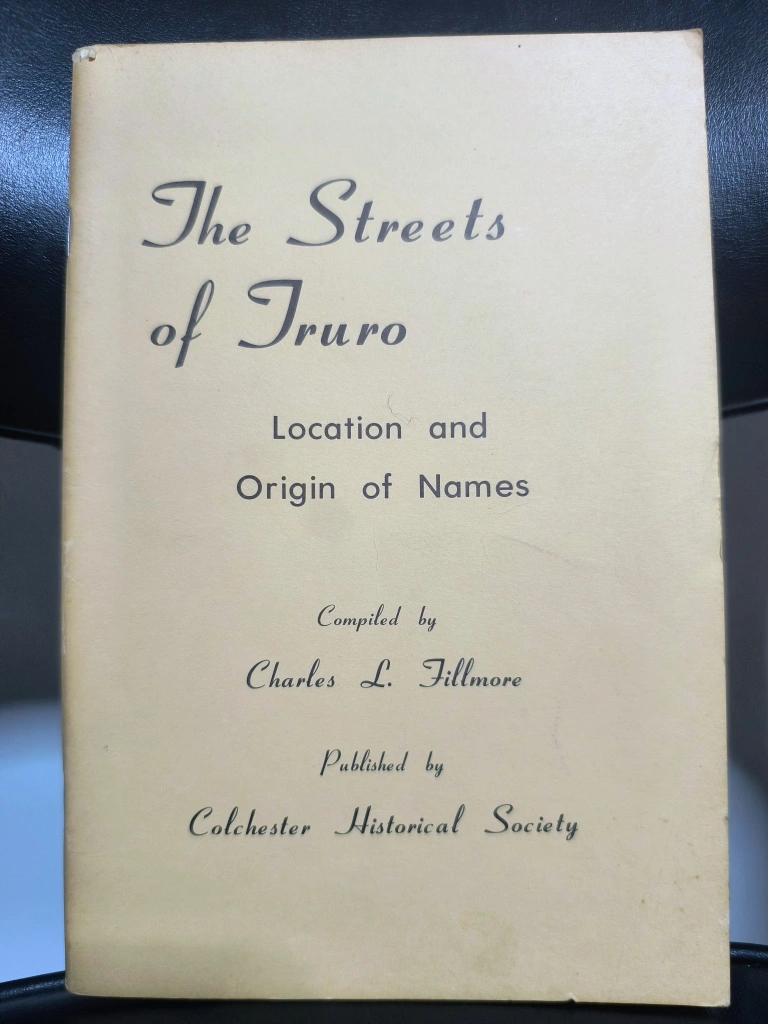 The Streets
of Truro
Location and
Origin of Names
Compiled by
Charles L. Fillmore
Published by
Colchester Historical Society